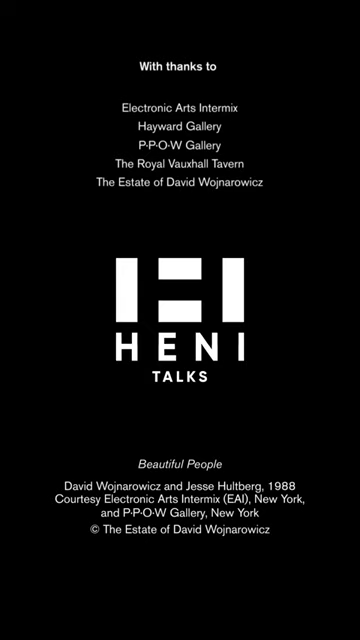 With thanks to
Electronic Arts Intermix
Hayward Gallery
P·P·O·W Gallery
The Royal Vauxhall Tavern
The Estate of David Wojnarowicz
HENI
TALKS
Beautiful People
David Wojnarowicz and Jesse Hultberg, 1988
Courtesy Electronic Arts Intermix (EAI), New York,
and P·P·O·W Gallery, New York
© The Estate of David Wojnarowicz